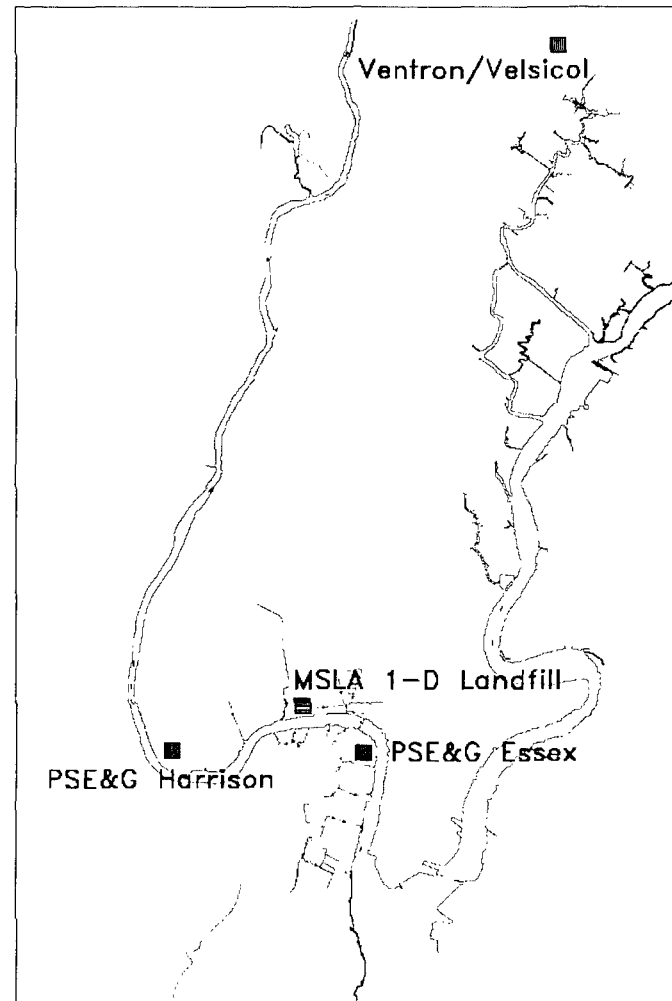 Ventron/Velsicol
MSLA 1-D Landfill
PSE&G Essex
PSE&G Harrison